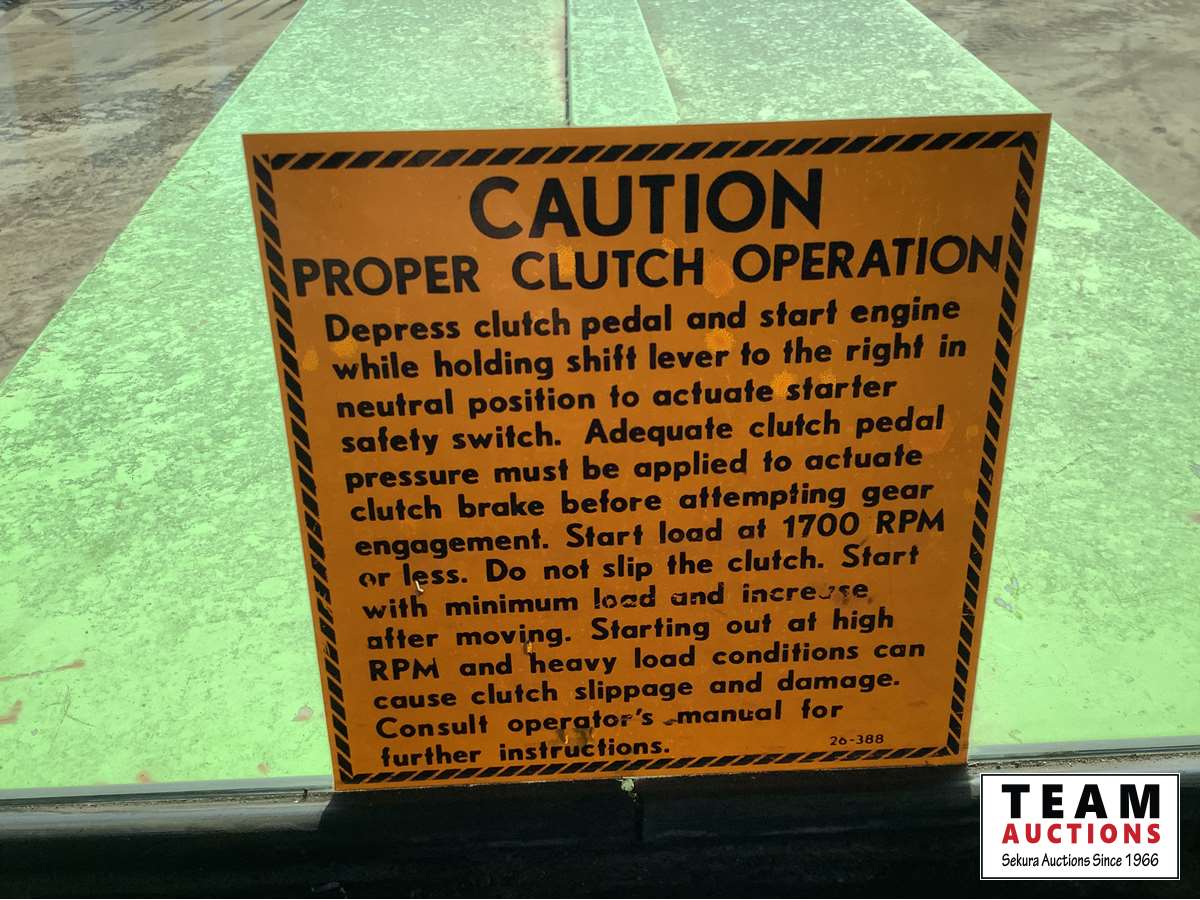 CAUTION
PROPER CLUTCH OPERATION
Depress clutch pedal and start engine
while holding shift lever to the right in
neutral position to actuate starter
safety switch. Adequate clutch pedal
pressure must be applied to actuate
clutch brake before attempting gear
engagement. Start load at 1700 RPM
or less. Do not slip the clutch. Start
with minimum load and increase
after moving. Starting out at high
RPM and heavy load conditions can
cause clutch slippage and damage.
Consult operator's manual for
further instructions.
26-388
TEAM
AUCTIONS
Sekura Auctions Since 1966